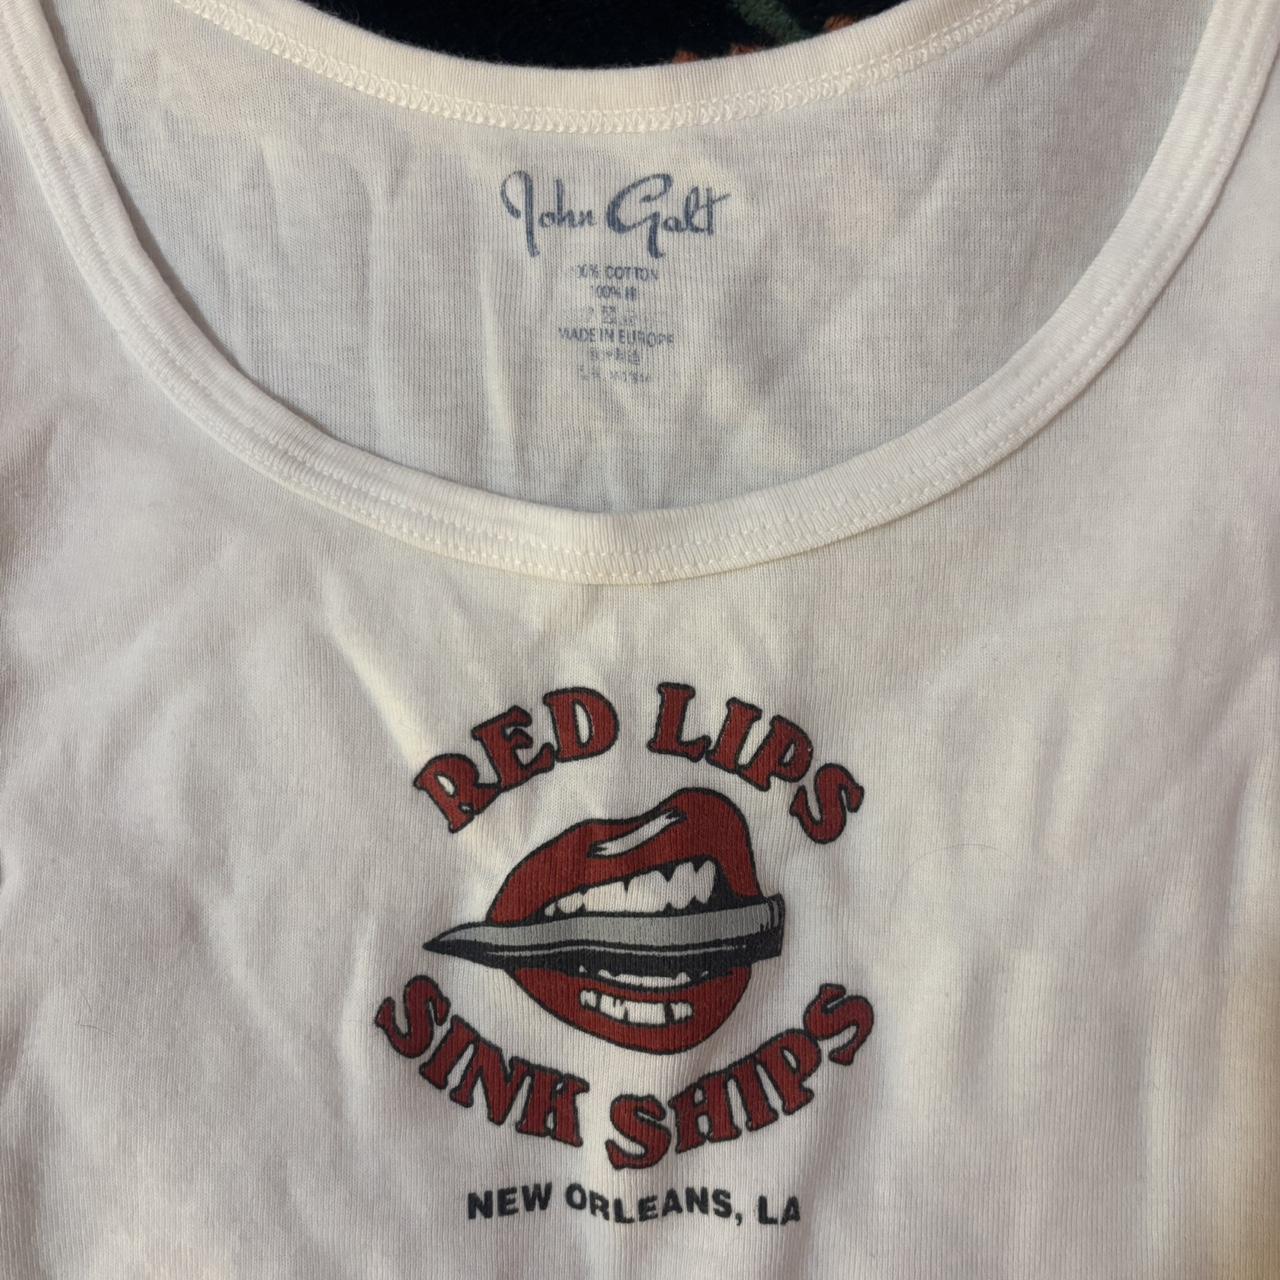 John Galt
100% COTTON
MADE IN EUROPE
RED LIPS
SINK SHIPS
NEW ORLEANS, LA